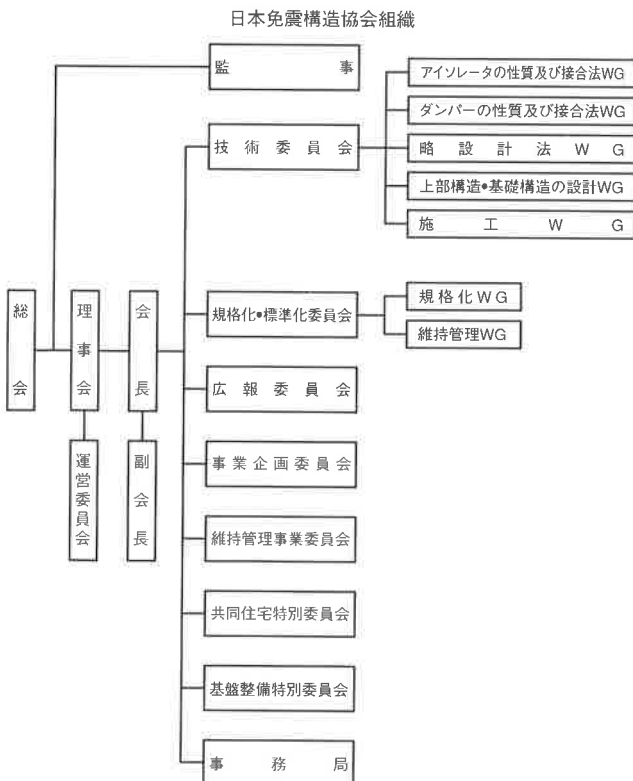 日本免震構造協会組織
監事
アイソレータの性質及び接合法WG
ダンパーの性質及び接合法WG
技術委員会
略設計法WG
上部構造•基礎構造の設計WG
施工WG
総会
理事会
会長
規格化•標準化委員会
規格化WG
維持管理WG
広報委員会
運営委員会
副会長
事業企画委員会
維持管理事業委員会
共同住宅特別委員会
基盤整備特別委員会
事務局